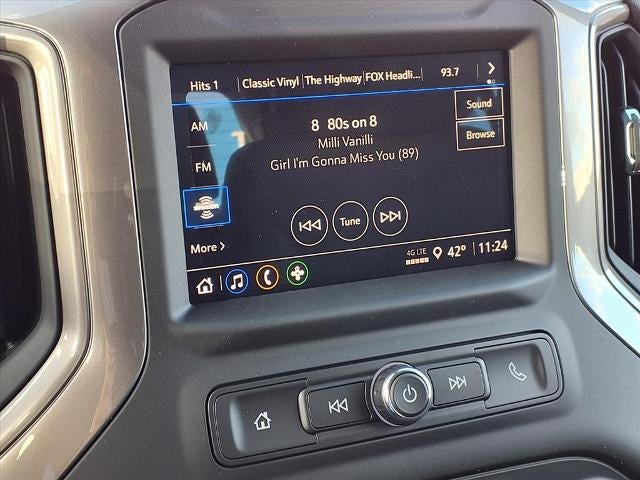 Hits 1 Classic Vinyl The Highway FOX Headli... 93.7
AM
8 80s on 8
Sound
Milli Vanilli
Browse
FM
Girl I'm Gonna Miss You (89)
Tune
More >
4G LTE 42° 11:24